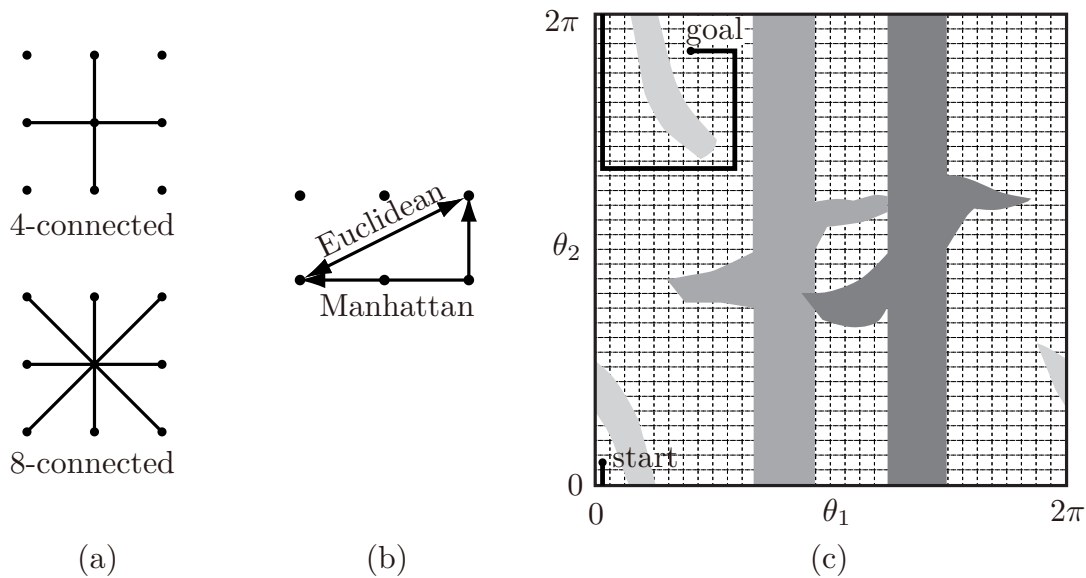 4-connected
8-connected
(a)
Euclidean
Manhattan
(b)
2π
goal
θ2
start
0
0
θ1
2π
(c)